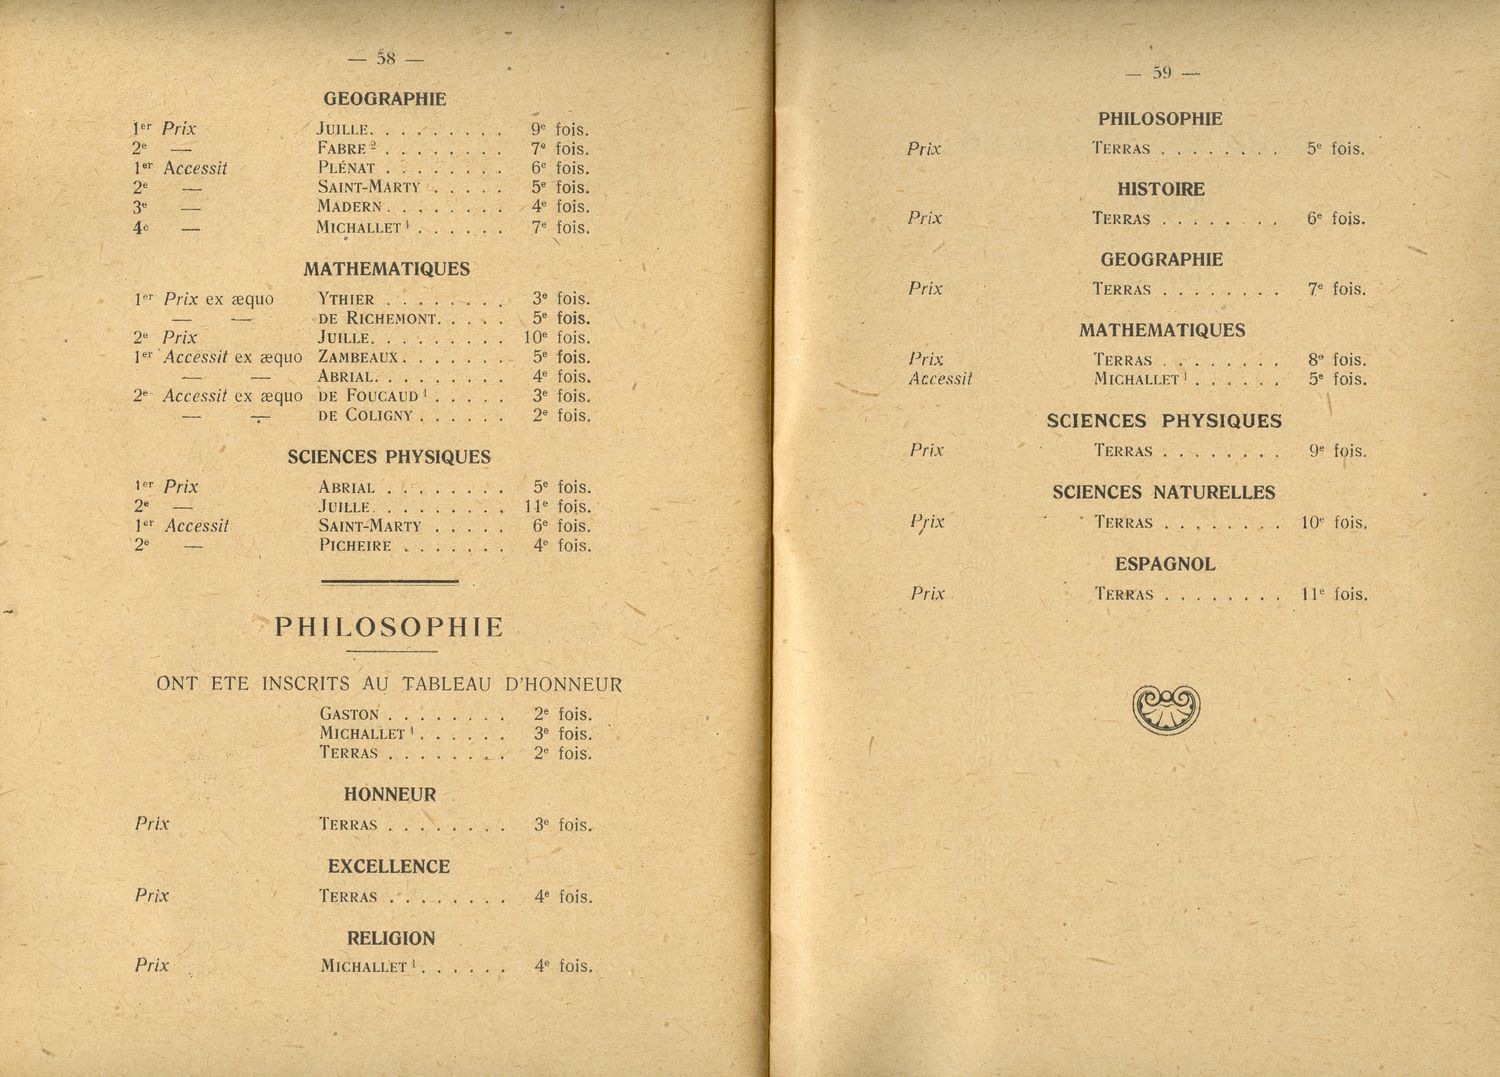 — 58 —
GEOGRAPHIE
1er Prix JUILLE. . . . . . . . . 9e fois.
2e — FABRE 2 . . . . . . . . 7e fois.
1er Accessit PLÉNAT . . . . . . . . 6e fois.
2e — SAINT-MARTY . . . . . 5e fois.
3e — MADERN . . . . . . . . 4e fois.
4e — MICHALLET 1 . . . . . . 7e fois.
MATHEMATIQUES
1er Prix ex æquo YTHIER . . . . . . . . 3e fois.
— — DE RICHEMONT. . . . . 5e fois.
2e Prix JUILLE. . . . . . . . . 10e fois.
1er Accessit ex æquo ZAMBEAUX . . . . . . . 5e fois.
— — ABRIAL. . . . . . . . . 4e fois.
2e Accessit ex æquo DE FOUCAUD 1 . . . . . 3e fois.
— — DE COLIGNY . . . . . . 2e fois.
SCIENCES PHYSIQUES
1er Prix ABRIAL . . . . . . . . 5e fois.
2e — JUILLE . . . . . . . . . 11e fois.
1er Accessit SAINT-MARTY . . . . . 6e fois.
2e — PICHEIRE . . . . . . . 4e fois.
PHILOSOPHIE
ONT ETE INSCRITS AU TABLEAU D'HONNEUR
GASTON . . . . . . . . 2e fois.
MICHALLET 1 . . . . . . 3e fois.
TERRAS . . . . . . . . 2e fois.
HONNEUR
Prix TERRAS . . . . . . . . 3e fois.
EXCELLENCE
Prix TERRAS . . . . . . . . 4e fois.
RELIGION
Prix MICHALLET 1 . . . . . . 4e fois.
— 59 —
PHILOSOPHIE
Prix TERRAS . . . . . . . . 5e fois.
HISTOIRE
Prix TERRAS . . . . . . . 6e fois.
GEOGRAPHIE
Prix TERRAS . . . . . . . . 7e fois.
MATHEMATIQUES
Prix TERRAS . . . . . . . . 8e fois.
Accessit MICHALLET 1 . . . . . . 5e fois.
SCIENCES PHYSIQUES
Prix TERRAS . . . . . . . . 9e fois.
SCIENCES NATURELLES
Prix TERRAS . . . . . . . . 10e fois.
ESPAGNOL
Prix TERRAS . . . . . . . . 11e fois.